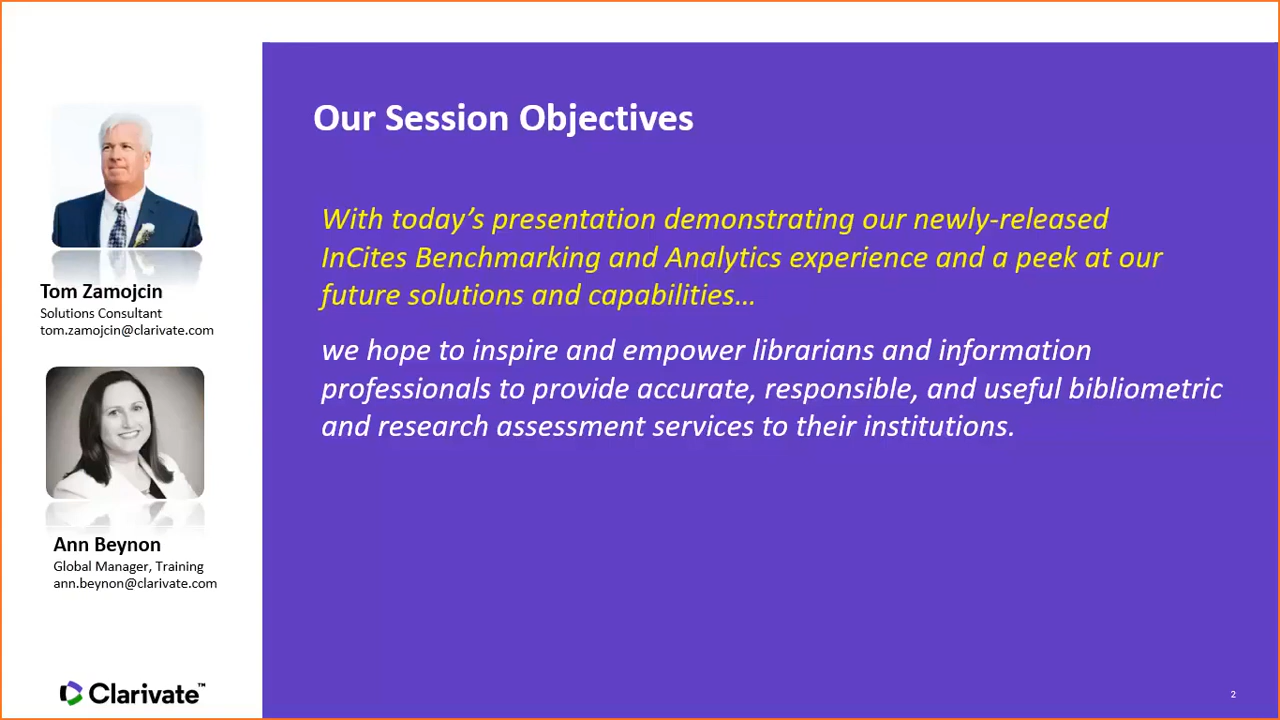 Our Session Objectives
With today's presentation demonstrating our newly-released
InCites Benchmarking and Analytics experience and a peek at our
future solutions and capabilities…
we hope to inspire and empower librarians and information
professionals to provide accurate, responsible, and useful bibliometric
and research assessment services to their institutions.
Tom Zamojcin
Solutions Consultant
tom.zamojcin@clarivate.com
Ann Beynon
Global Manager, Training
ann.beynon@clarivate.com
Clarivate™
2